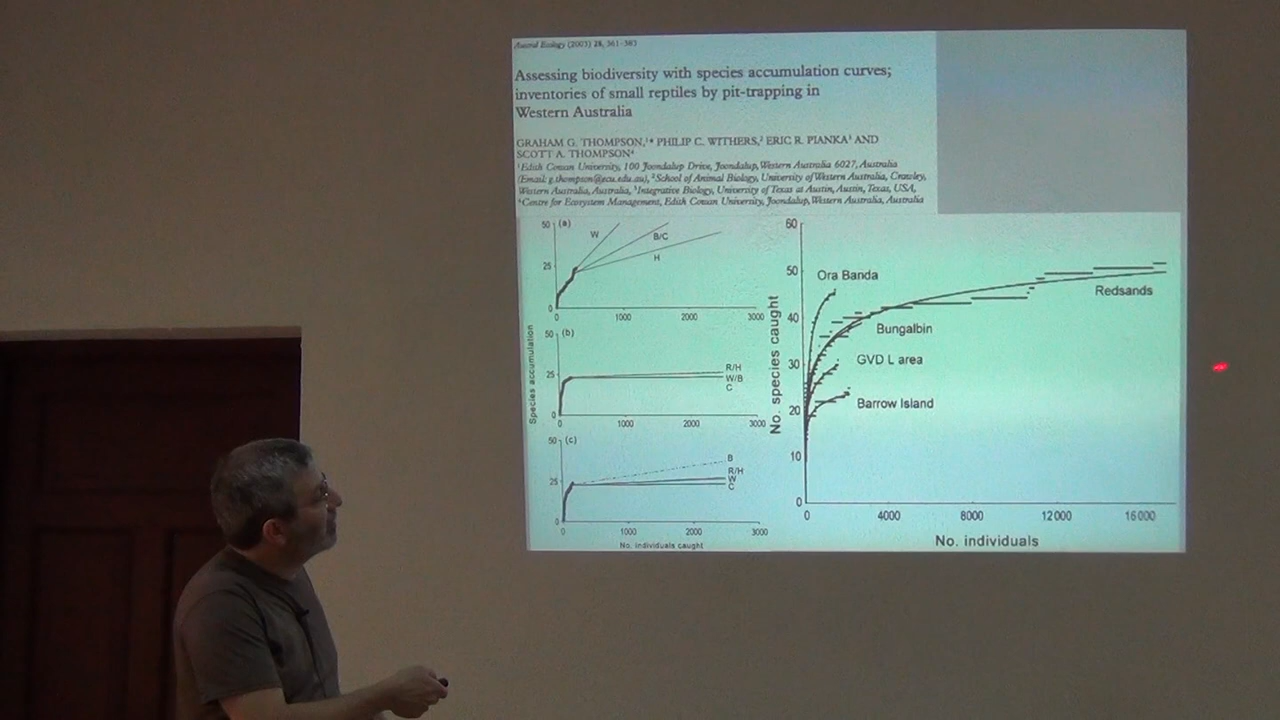 Austral Ecology (2003) 28, 361–383
Assessing biodiversity with species accumulation curves;
inventories of small reptiles by pit-trapping in
Western Australia
GRAHAM G. THOMPSON,1* PHILIP C. WITHERS,2 ERIC R. PIANKA3 AND
SCOTT A. THOMPSON4
1Edith Cowan University, 100 Joondalup Drive, Joondalup, Western Australia 6027, Australia
(Email: g.thompson@ecu.edu.au), 2School of Animal Biology, University of Western Australia, Crawley,
Western Australia, Australia, 3Integrative Biology, University of Texas at Austin, Austin, Texas, USA,
4Centre for Ecosystem Management, Edith Cowan University, Joondalup, Western Australia, Australia
Species accumulation
50 (a)
25
0
W
B/C
H
0 1000 2000 3000
50 (b)
25
0
R/H
W/B
C
0 1000 2000 3000
50 (c)
25
0
B
R/H
W
C
0 1000 2000 3000
No. individuals caught
No. species caught
60
50
40
30
20
10
0
Ora Banda
Redsands
Bungalbin
GVD L area
Barrow Island
0 4000 8000 12000 16000
No. individuals